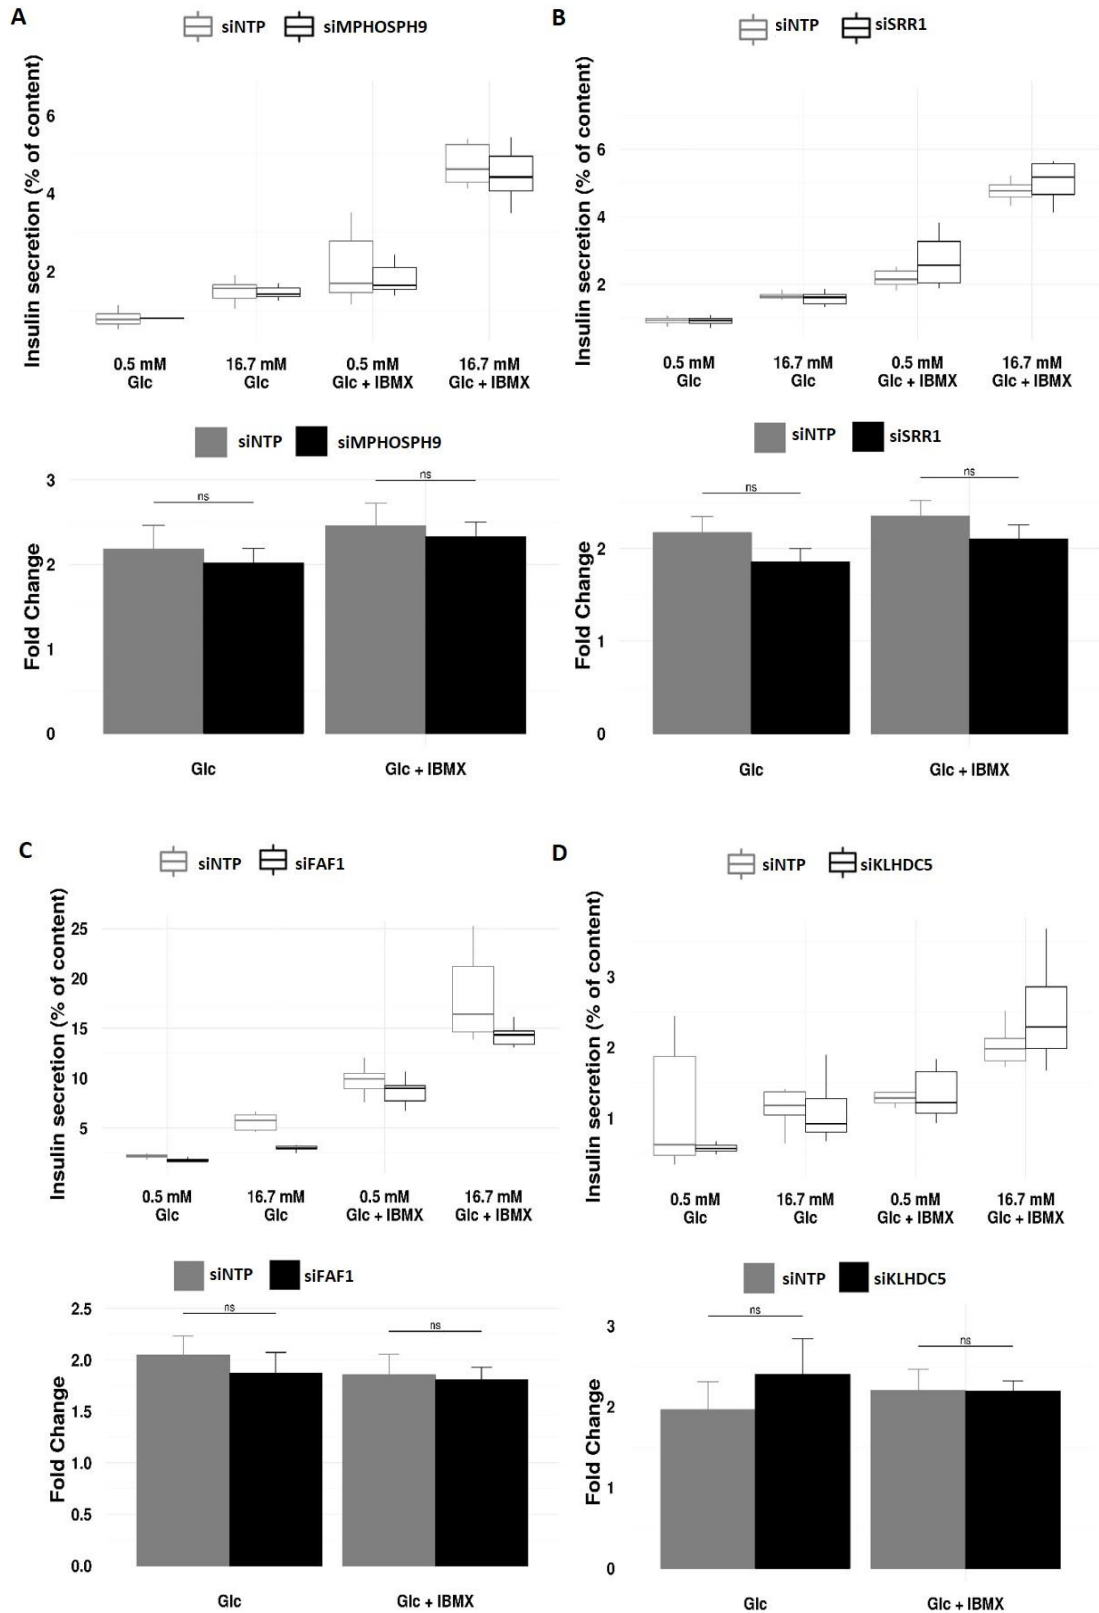 A
siNTP siMPHOSPH9
Insulin secretion (% of content)
6
4
2
0.5 mM 16.7 mM 0.5 mM 16.7 mM
Glc Glc Glc + IBMX Glc + IBMX
siNTP siMPHOSPH9
Fold Change
3
2
1
0
ns ns
Glc Glc + IBMX
B
siNTP siSRR1
Insulin secretion (% of content)
6
4
2
0.5 mM 16.7 mM 0.5 mM 16.7 mM
Glc Glc Glc + IBMX Glc + IBMX
siNTP siSRR1
Fold Change
2
1
0
ns ns
Glc Glc + IBMX
C
siNTP siFAF1
Insulin secretion (% of content)
25
20
15
10
5
0.5 mM 16.7 mM 0.5 mM 16.7 mM
Glc Glc Glc + IBMX Glc + IBMX
siNTP siFAF1
Fold Change
2.5
2.0
1.5
1.0
0.5
0.0
ns ns
Glc Glc + IBMX
D
siNTP siKLHDC5
Insulin secretion (% of content)
3
2
1
0.5 mM 16.7 mM 0.5 mM 16.7 mM
Glc Glc Glc + IBMX Glc + IBMX
siNTP siKLHDC5
Fold Change
3
2
1
0
ns ns
Glc Glc + IBMX